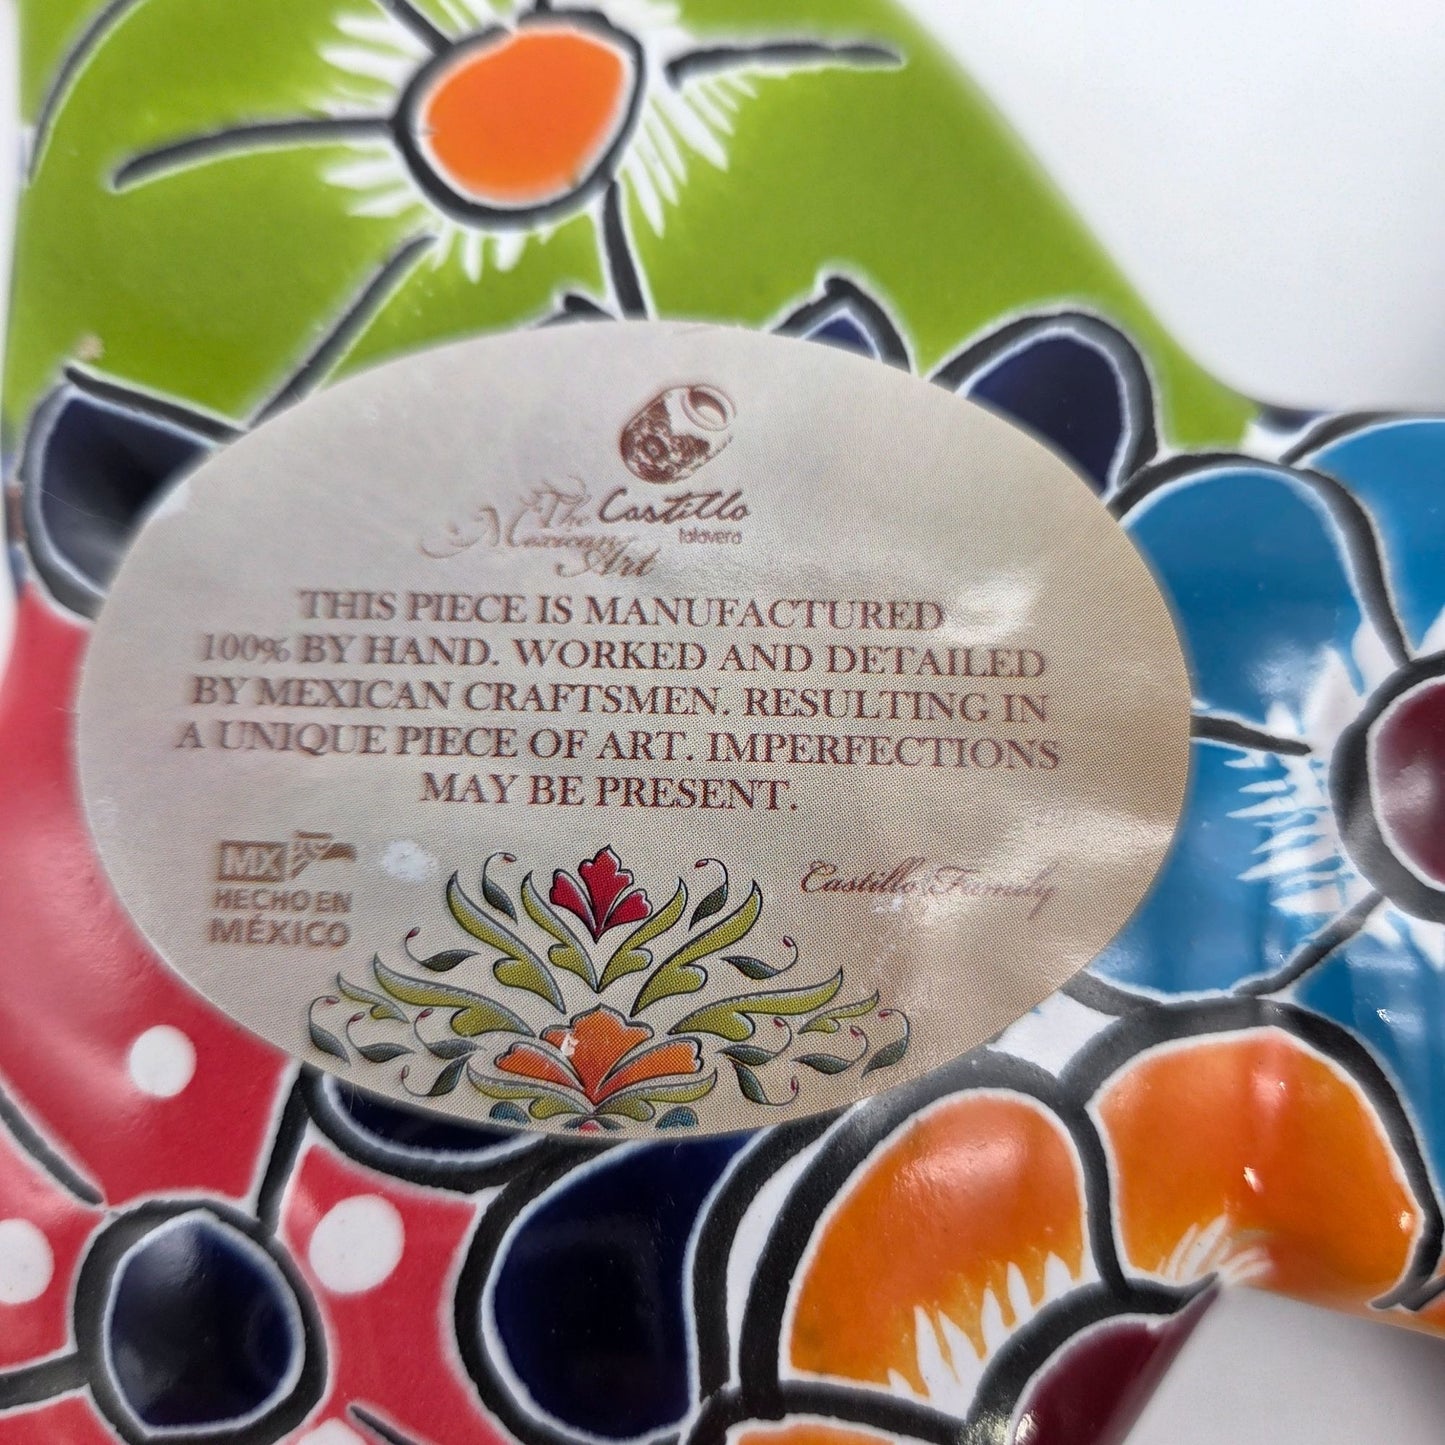 The Mexican Art
Castillo
talavera
THIS PIECE IS MANUFACTURED
100% BY HAND. WORKED AND DETAILED
BY MEXICAN CRAFTSMEN. RESULTING IN
A UNIQUE PIECE OF ART. IMPERFECTIONS
MAY BE PRESENT.
MX
HECHO EN
MÉXICO
Castillo Family